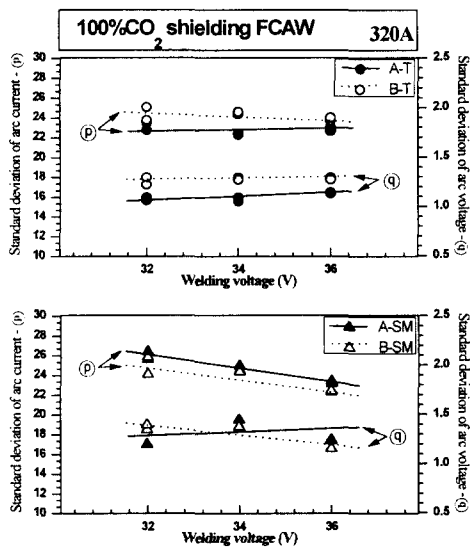 100%CO2 shielding FCAW
320A
Standard deviation of arc current - (p)
Standard deviation of arc voltage -(q)
30
28
26
24
22
20
18
16
14
12
10
2.5
2.0
1.5
1.0
0.5
A-T
B-T
p
q
32
34
36
Welding voltage (V)
Standard deviation of arc current - (p)
Standard deviation of arc voltage -(q)
30
28
26
24
22
20
18
16
14
12
10
2.5
2.0
1.5
1.0
0.5
A-SM
B-SM
p
q
32
34
36
Welding voltage (V)